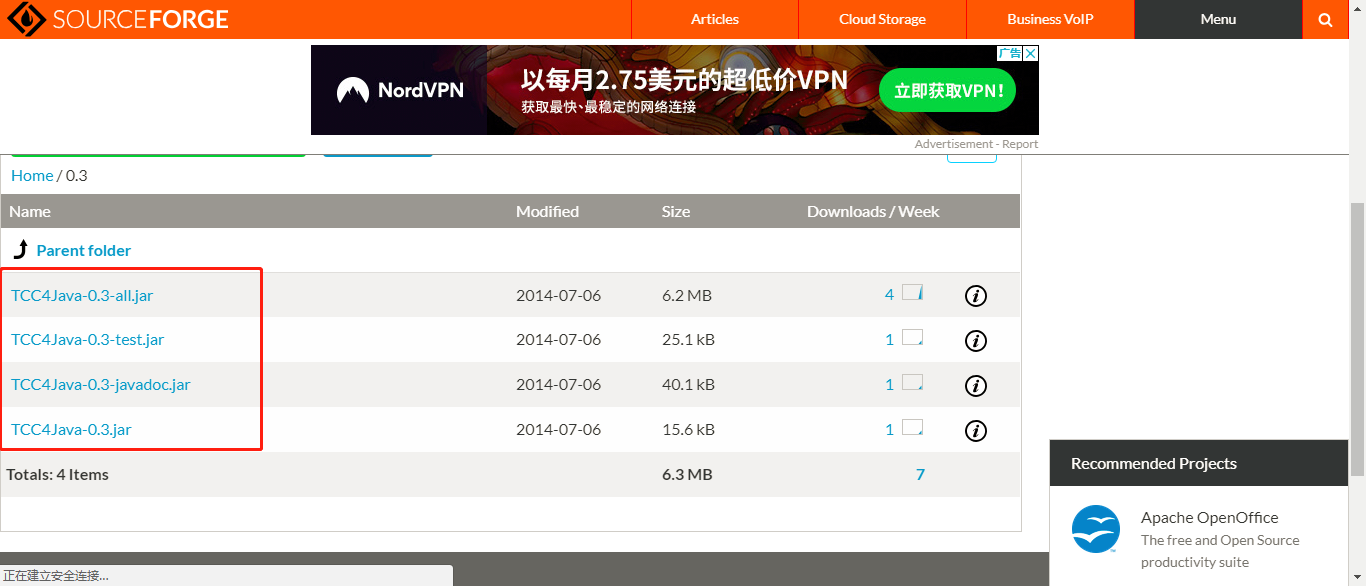 SOURCEFORGE
Articles
Cloud Storage
Business VoIP
Menu
NordVPN
以每月2.75美元的超低价VPN
获取最快、最稳定的网络连接
立即获取VPN!
广告
Advertisement - Report
Home / 0.3
Name Modified Size Downloads / Week
Parent folder
TCC4Java-0.3-all.jar 2014-07-06 6.2 MB 4
TCC4Java-0.3-test.jar 2014-07-06 25.1 kB 1
TCC4Java-0.3-javadoc.jar 2014-07-06 40.1 kB 1
TCC4Java-0.3.jar 2014-07-06 15.6 kB 1
Totals: 4 Items 6.3 MB 7
Recommended Projects
Apache OpenOffice
The free and Open Source
productivity suite
正在建立安全连接...